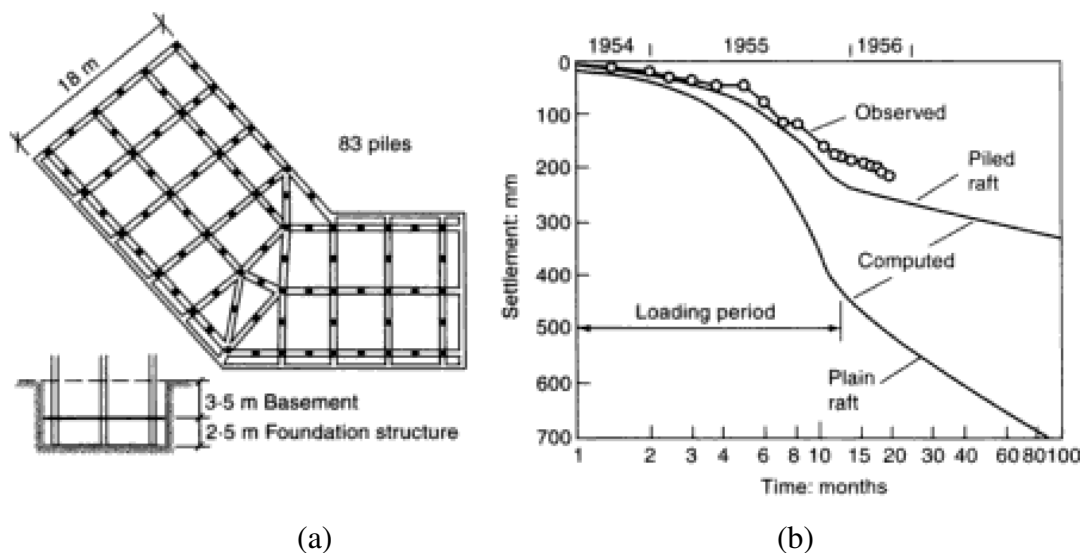 18 m
83 piles
3·5 m Basement
2·5 m Foundation structure
(a)
1954
1955
1956
0
100
200
300
400
500
600
700
Settlement: mm
Observed
Piled
raft
Computed
Loading period
Plain
raft
1 2 3 4 6 8 10 15 20 30 40 60 80 100
Time: months
(b)